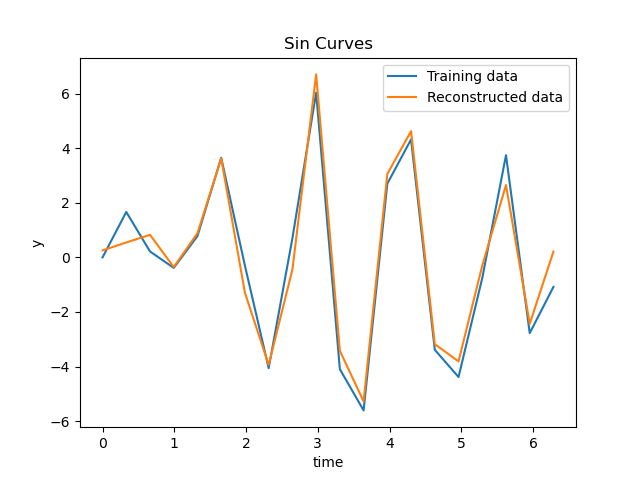 Sin Curves
Training data
Reconstructed data
6
4
2
0
−2
−4
−6
y
0 1 2 3 4 5 6
time